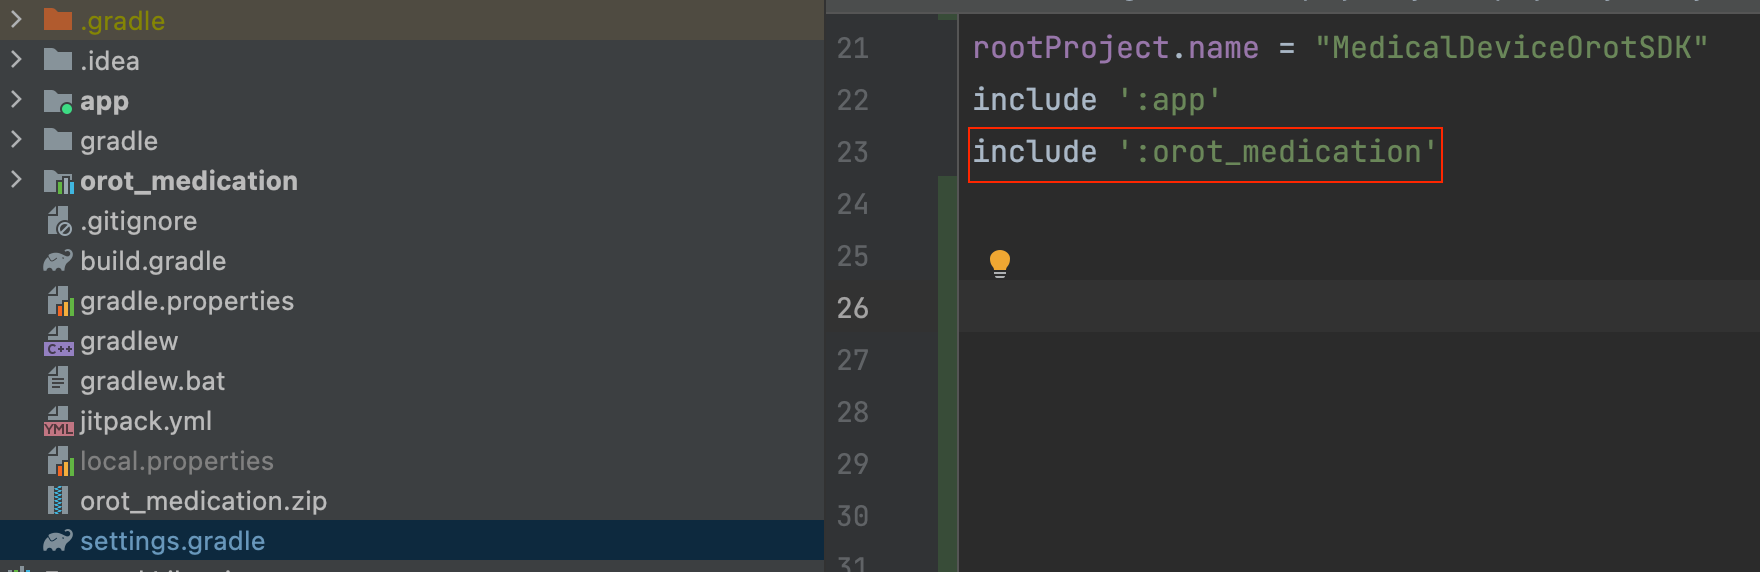 .gradle
.idea
app
gradle
orot_medication
.gitignore
build.gradle
gradle.properties
C++ gradlew
gradlew.bat
YML jitpack.yml
local.properties
orot_medication.zip
settings.gradle
21 rootProject.name = "MedicalDeviceOrotSDK"
22 include ':app'
23 include ':orot_medication'
24
25
26
27
28
29
30
31